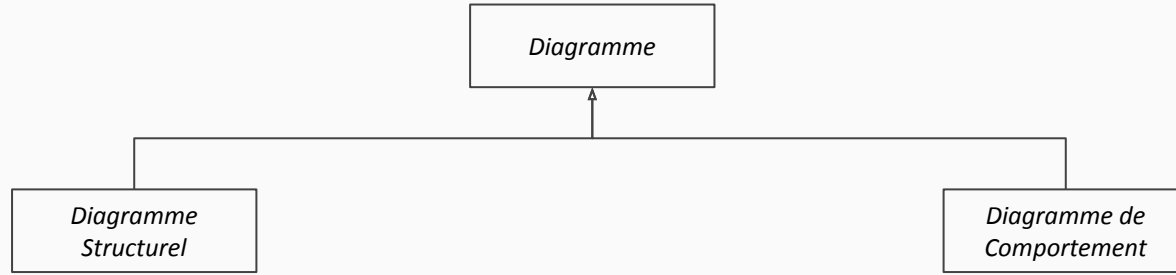 Diagramme
Diagramme
Structurel
Diagramme de
Comportement